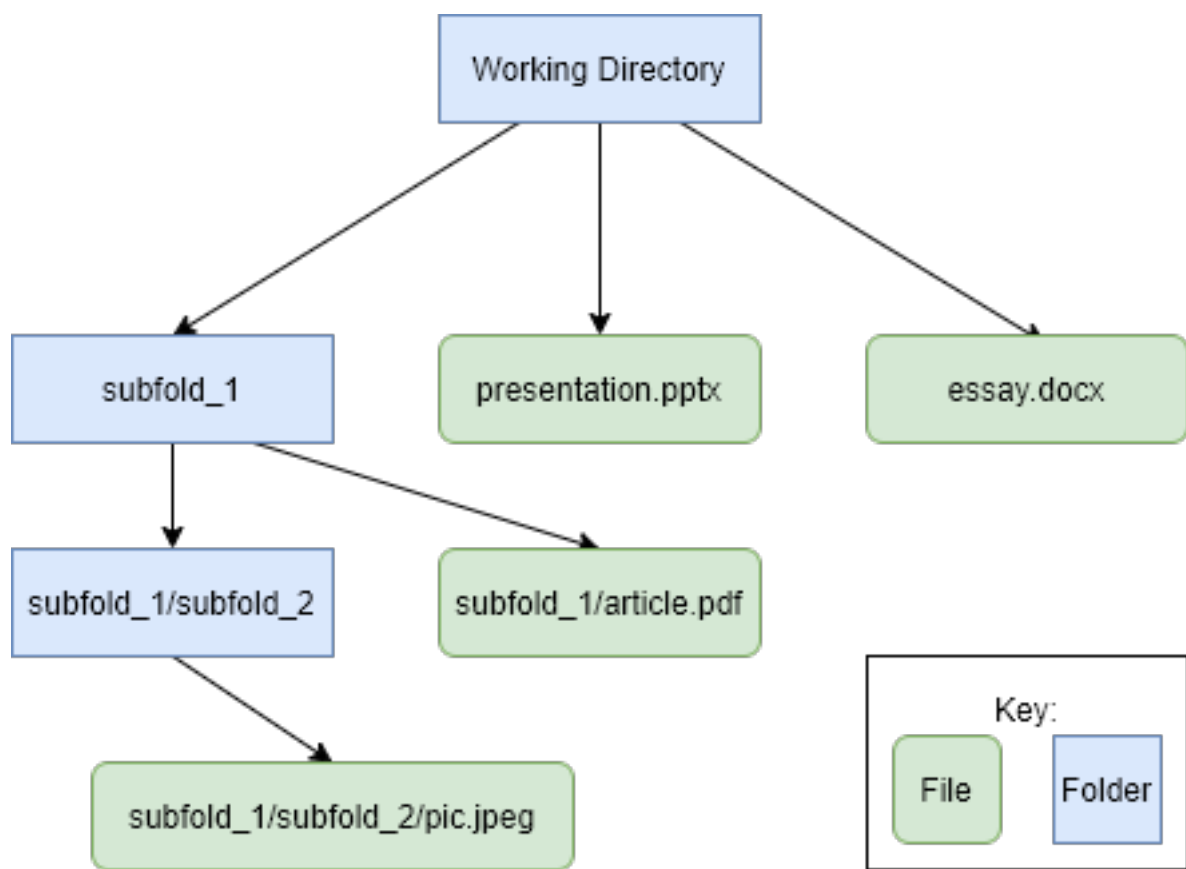 Working Directory
subfold_1
presentation.pptx
essay.docx
subfold_1/subfold_2
subfold_1/article.pdf
subfold_1/subfold_2/pic.jpeg
Key:
File
Folder